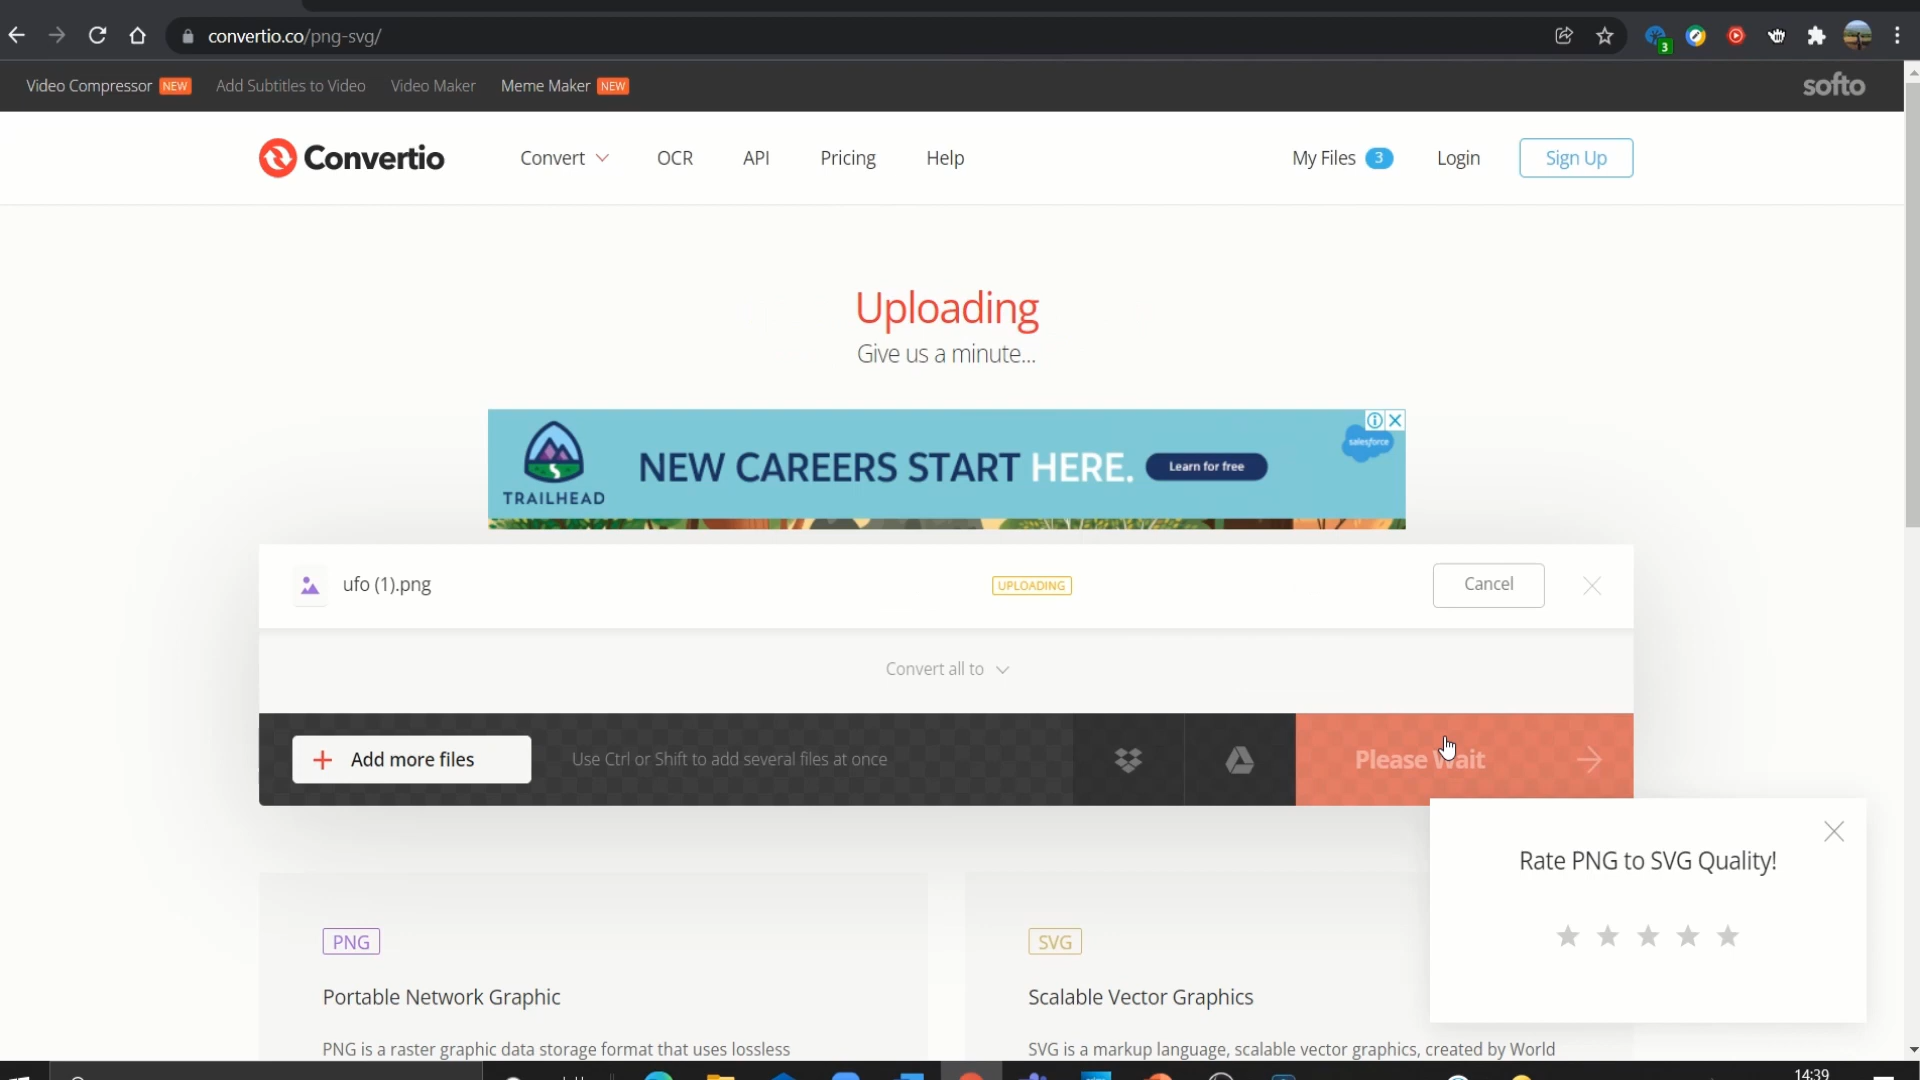 convertio.co/png-svg/
3
Video Compressor NEW Add Subtitles to Video Video Maker Meme Maker NEW softo
Convertio Convert OCR API Pricing Help My Files 3 Login Sign Up
Uploading
Give us a minute...
TRAILHEAD
NEW CAREERS START HERE.
Learn for free
salesforce
ufo (1).png UPLOADING Cancel
Convert all to
Add more files Use Ctrl or Shift to add several files at once Please Wait
Rate PNG to SVG Quality!
PNG
Portable Network Graphic
PNG is a raster graphic data storage format that uses lossless
SVG
Scalable Vector Graphics
SVG is a markup language, scalable vector graphics, created by World
14:39